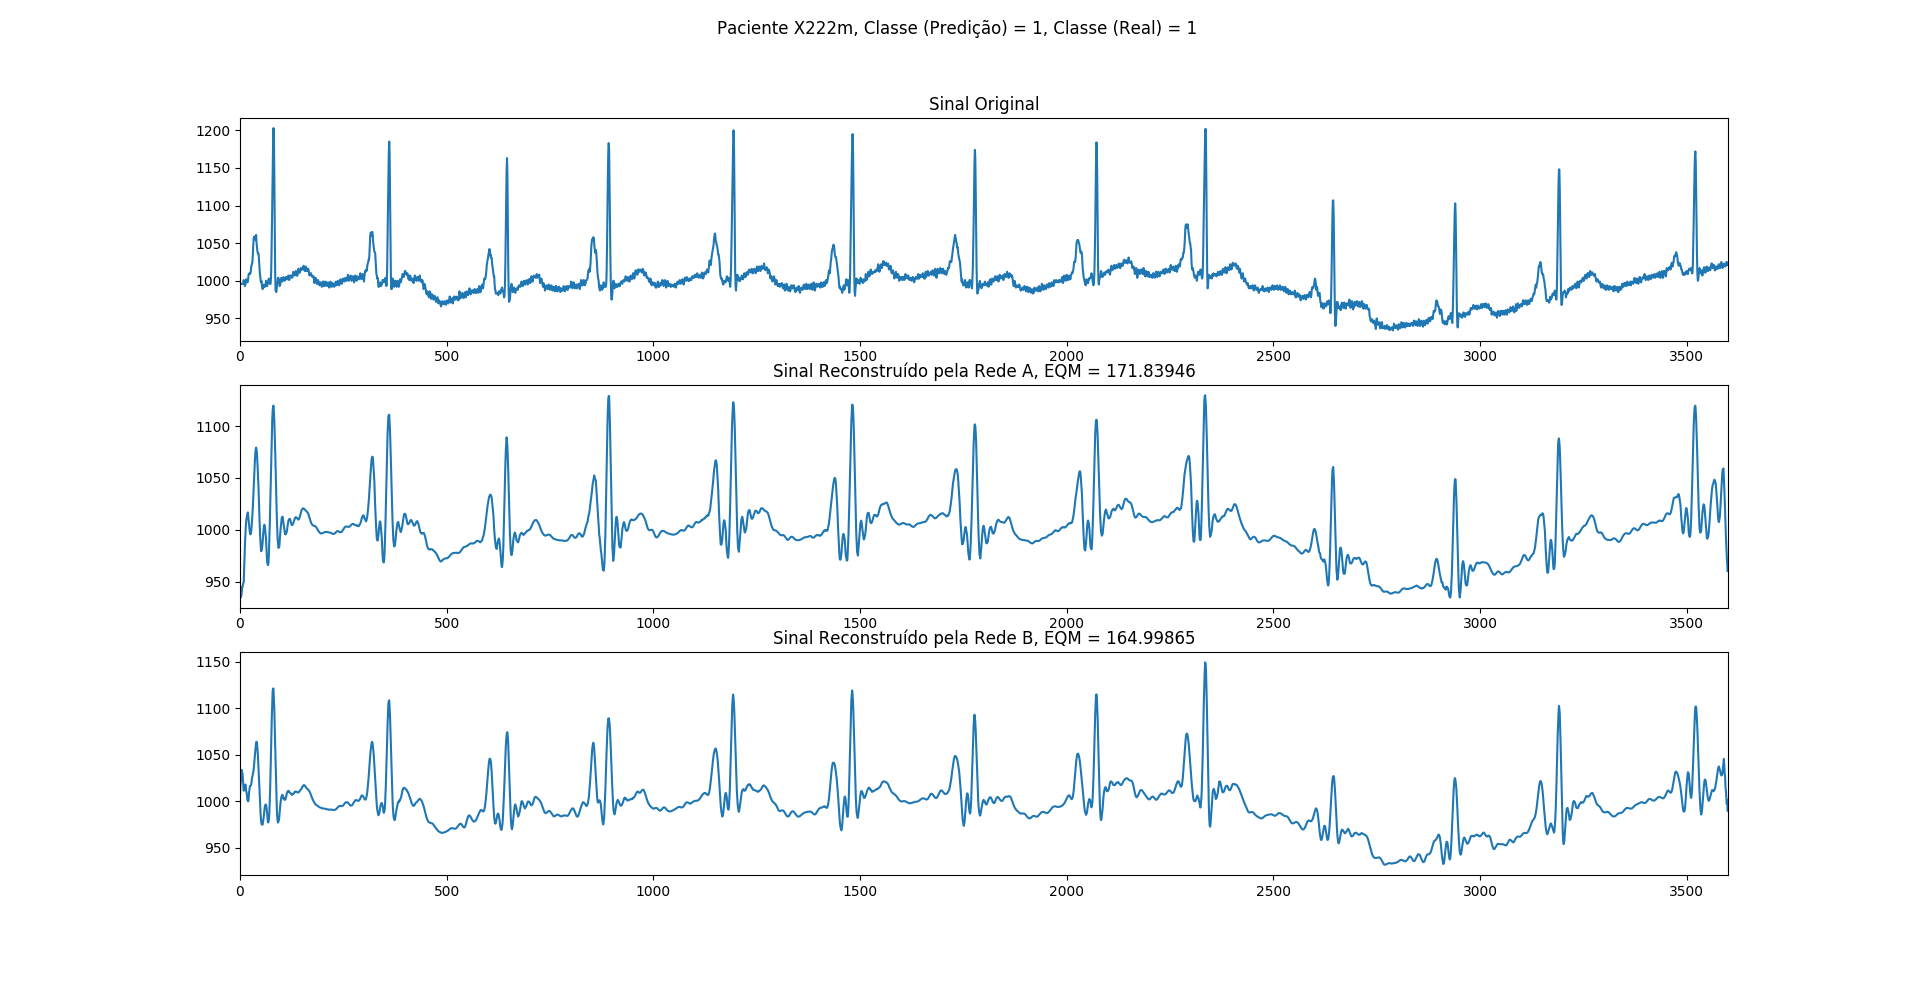 Paciente X222m, Classe (Predição) = 1, Classe (Real) = 1
Sinal Original
1200
1150
1100
1050
1000
950
0 500 1000 1500 2000 2500 3000 3500
Sinal Reconstruído pela Rede A, EQM = 171.83946
1100
1050
1000
950
0 500 1000 1500 2000 2500 3000 3500
Sinal Reconstruído pela Rede B, EQM = 164.99865
1150
1100
1050
1000
950
0 500 1000 1500 2000 2500 3000 3500